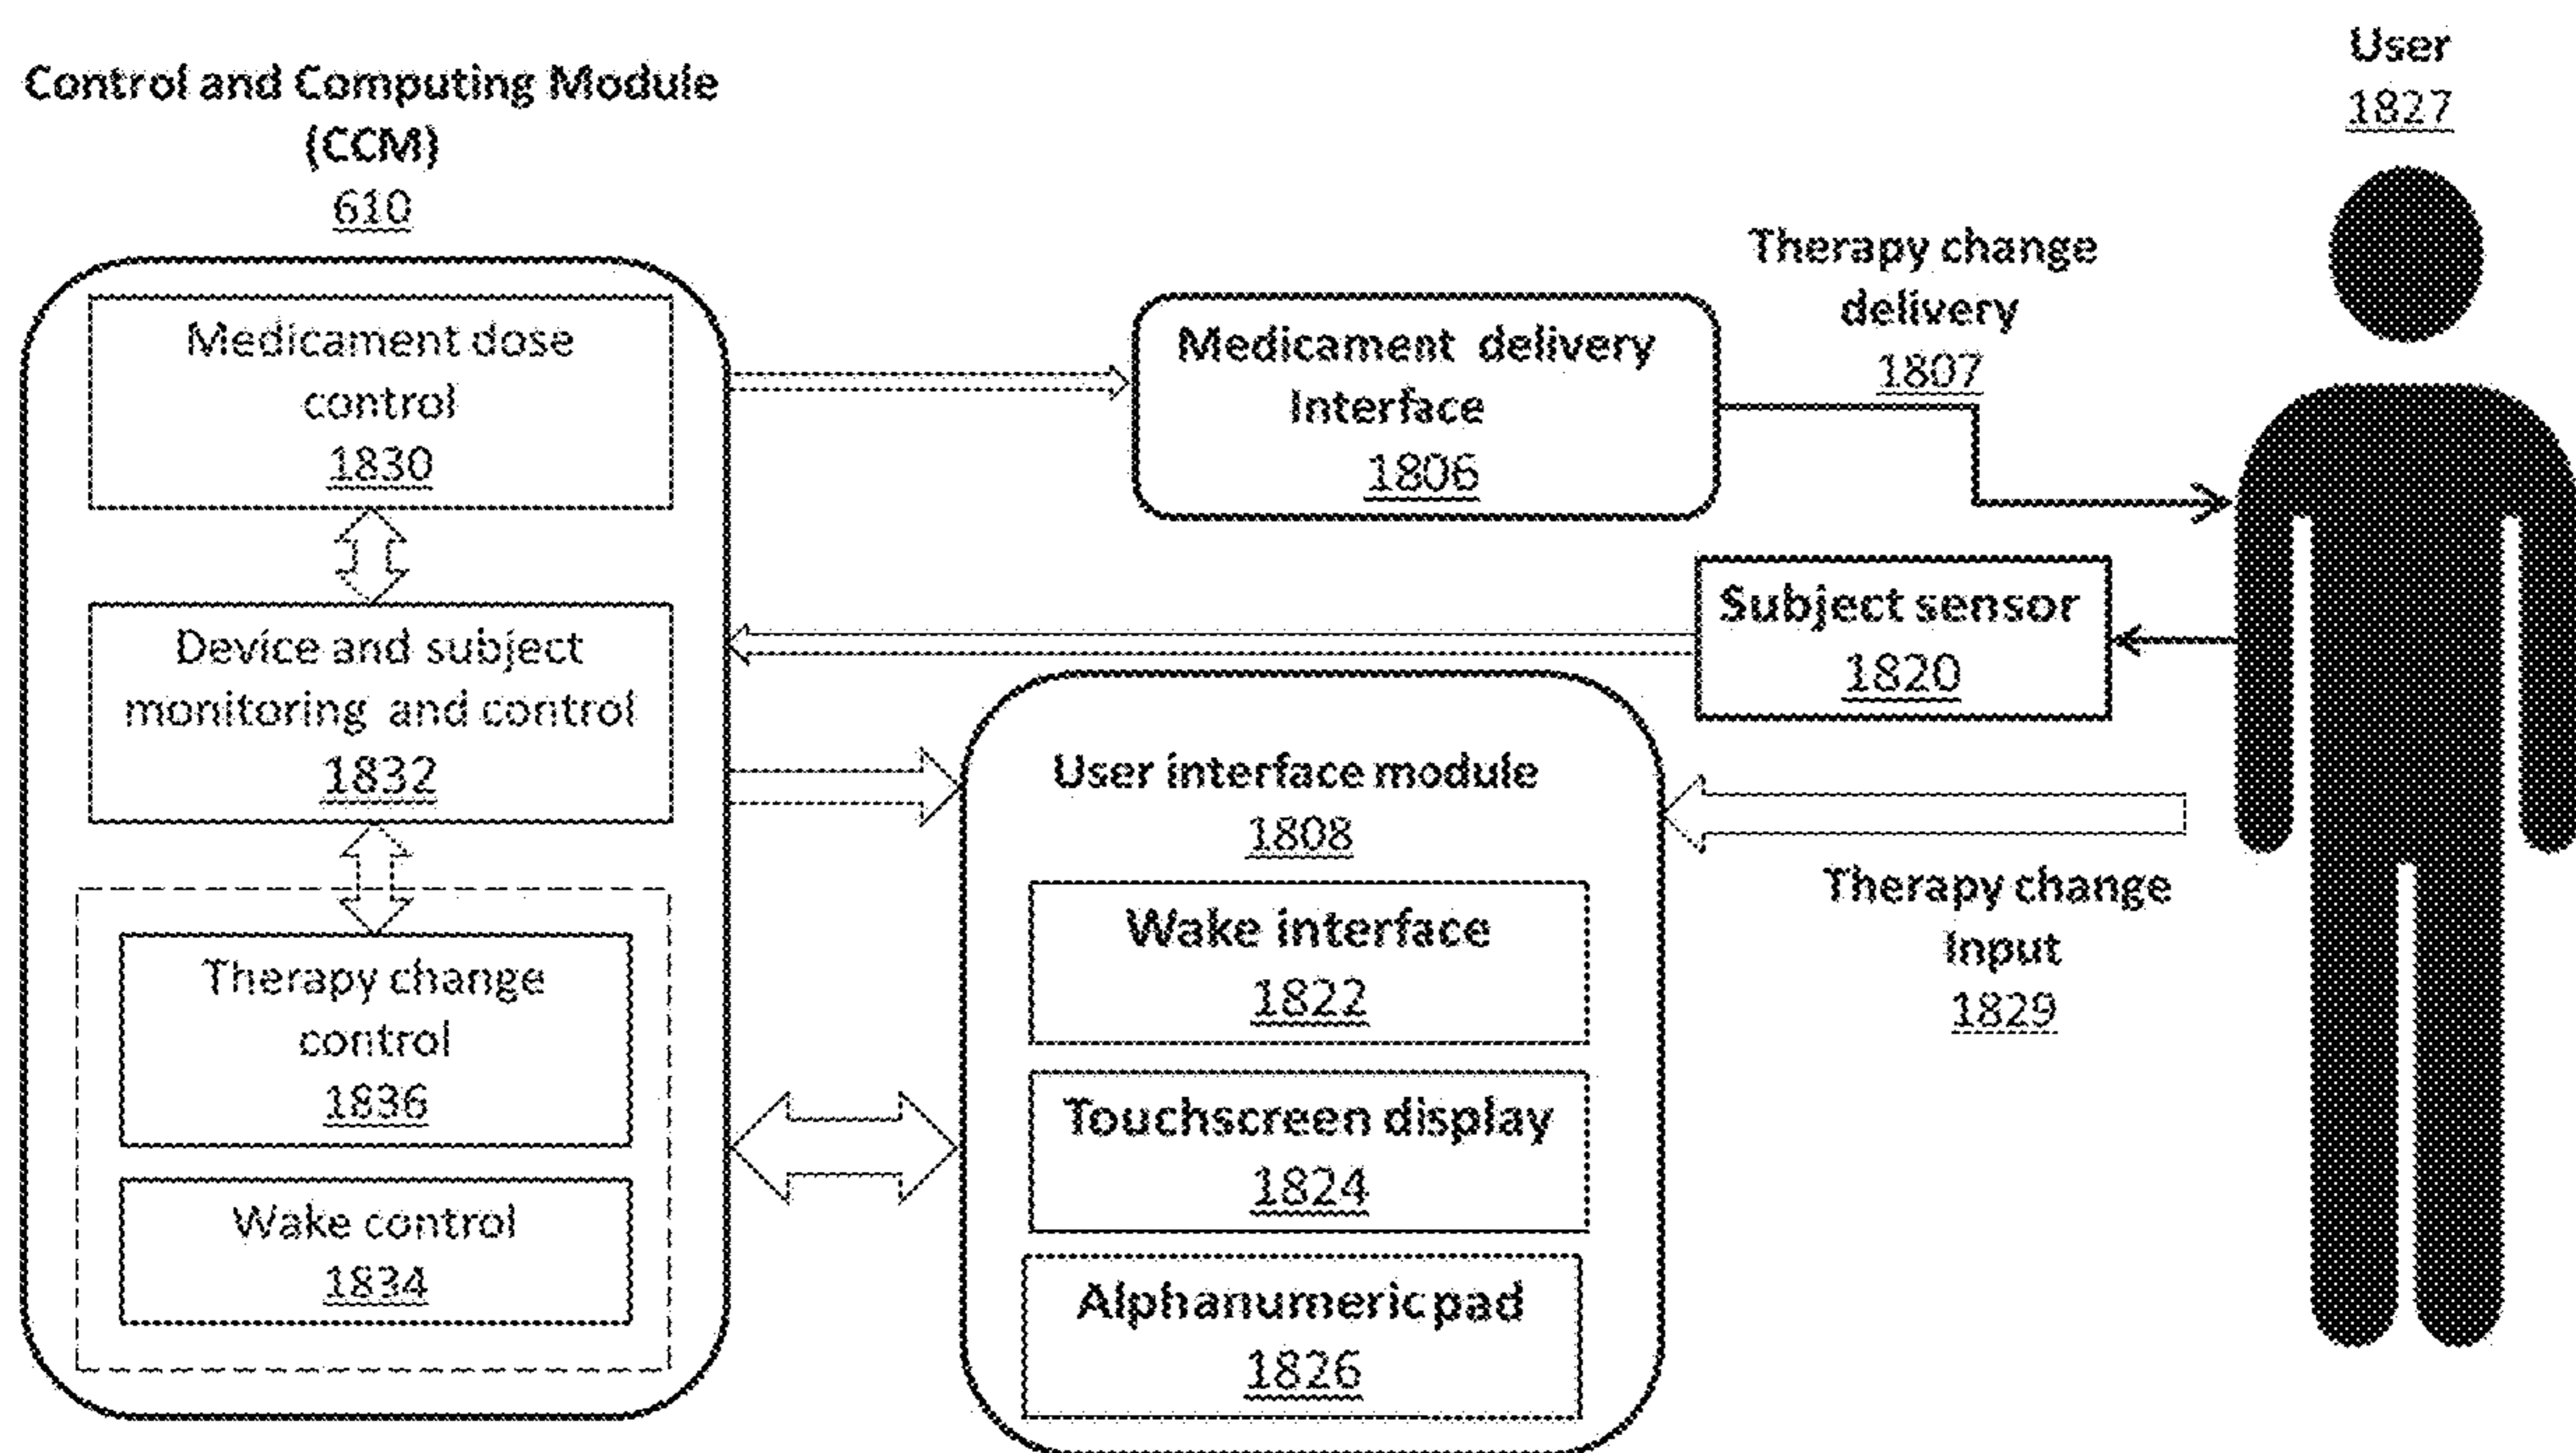 Control and Computing Module
(CCM)
610
Medicament dose
control
1830
Device and subject
monitoring and control
1832
Therapy change
control
1836
Wake control
1834
Medicament delivery
Interface
1806
Therapy change
delivery
1807
User
1827
Subject sensor
1820
User interface module
1808
Wake interface
1822
Touchscreen display
1824
Alphanumeric pad
1826
Therapy change
Input
1829